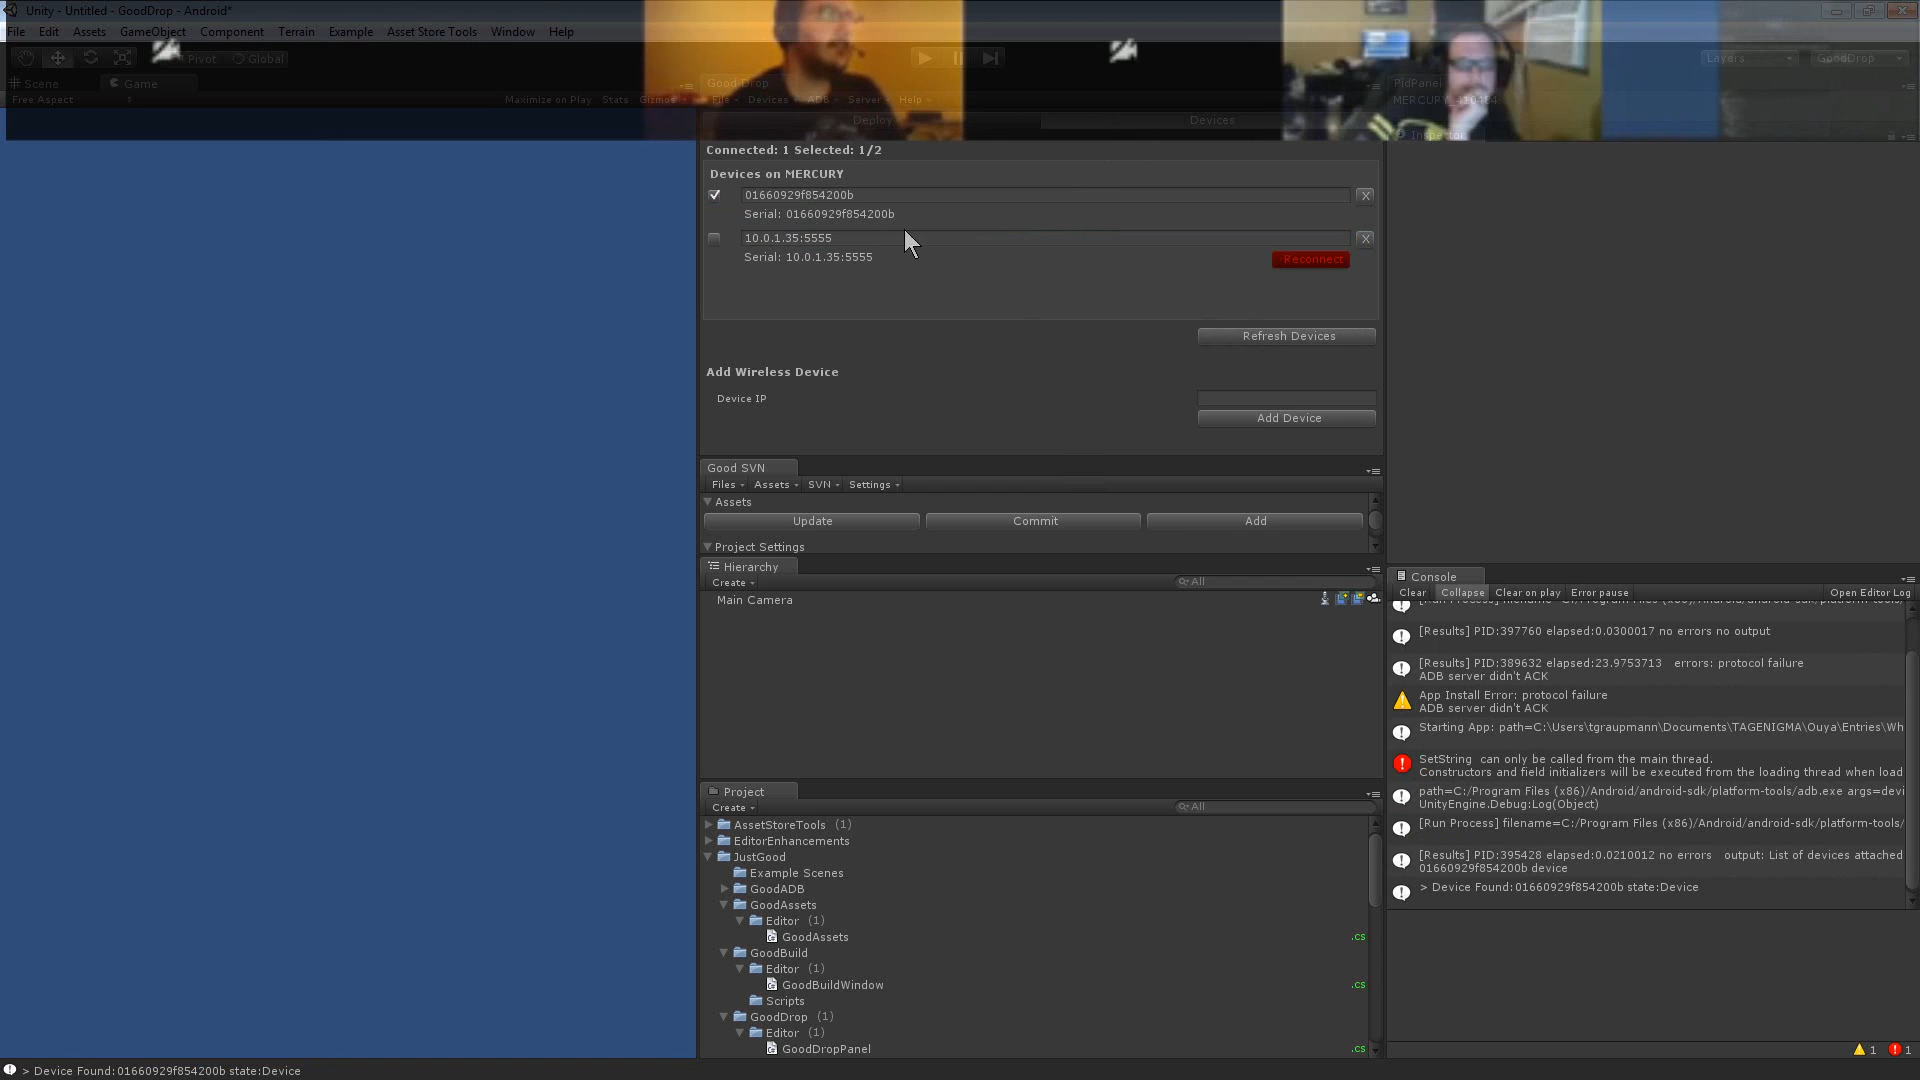 Unity - Untitled - GoodDrop - Android*
File Edit Assets GameObject Component Terrain Example Asset Store Tools Window Help
Pivot Global Layers GoodDrop
Scene Game Good Drop PidPanel
Free Aspect Maximize on Play Stats Gizmos File Devices ADB Server Help
Deploy Devices Inspector
Connected: 1 Selected: 1/2
Devices on MERCURY
01660929f854200b X
Serial: 01660929f854200b
10.0.1.35:5555 X
Serial: 10.0.1.35:5555 Reconnect
Refresh Devices
Add Wireless Device
Device IP
Add Device
Good SVN
Files Assets SVN Settings
Assets
Update Commit Add
Project Settings
Hierarchy
Create All
Main Camera
Project
Create All
AssetStoreTools (1)
EditorEnhancements
JustGood
Example Scenes
GoodADB
GoodAssets
Editor (1)
GoodAssets .cs
GoodBuild
Editor (1)
GoodBuildWindow .cs
Scripts
GoodDrop (1)
Editor (1)
GoodDropPanel .cs
Console
Clear Collapse Clear on play Error pause Open Editor Log
[Results] PID:397760 elapsed:0.0300017 no errors no output
[Results] PID:389632 elapsed:23.9753713 errors: protocol failure
ADB server didn't ACK
App Install Error: protocol failure
ADB server didn't ACK
Starting App: path=C:\Users\tgraupmann\Documents\TAGENIGMA\Ouya\Entries\Wh
SetString can only be called from the main thread.
Constructors and field initializers will be executed from the loading thread when load
path=C:/Program Files (x86)/Android/android-sdk/platform-tools/adb.exe args=devi
UnityEngine.Debug:Log(Object)
[Run Process] filename=C:/Program Files (x86)/Android/android-sdk/platform-tools/
[Results] PID:395428 elapsed:0.0210012 no errors output: List of devices attached
01660929f854200b device
> Device Found:01660929f854200b state:Device
1 1
> Device Found:01660929f854200b state:Device